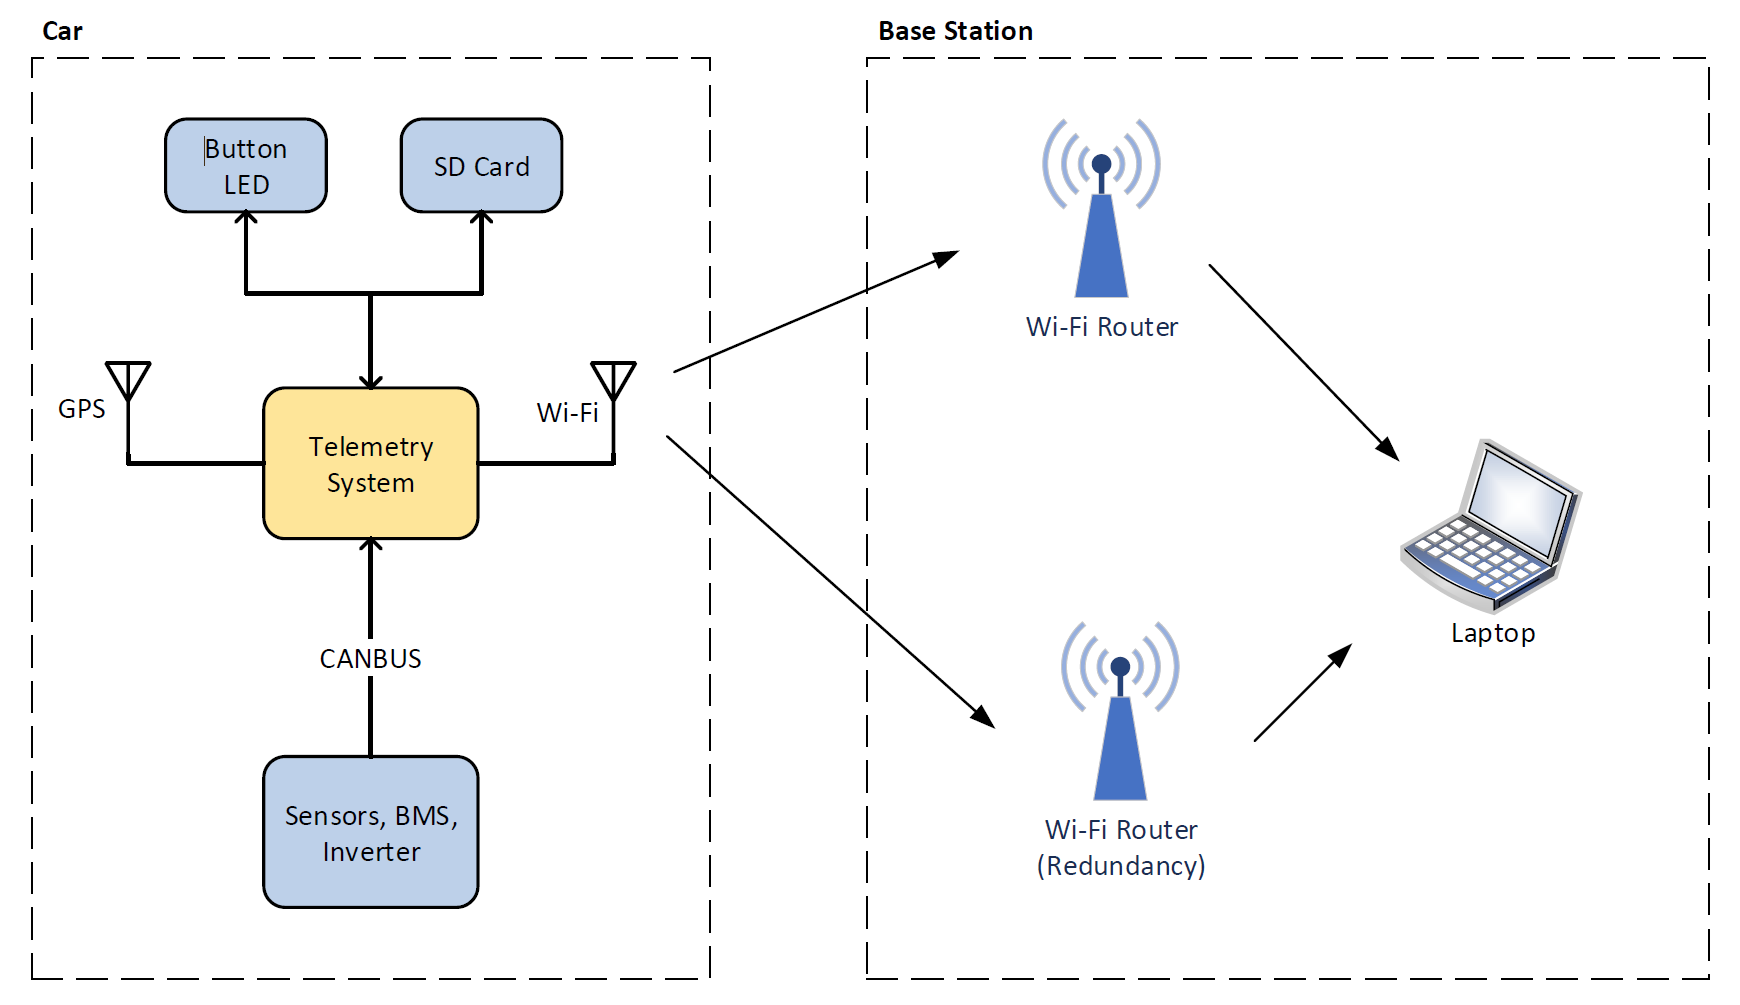 Car
Base Station
Button
LED
SD Card
GPS
Wi-Fi
Telemetry
System
CANBUS
Sensors, BMS,
Inverter
Wi-Fi Router
Laptop
Wi-Fi Router
(Redundancy)